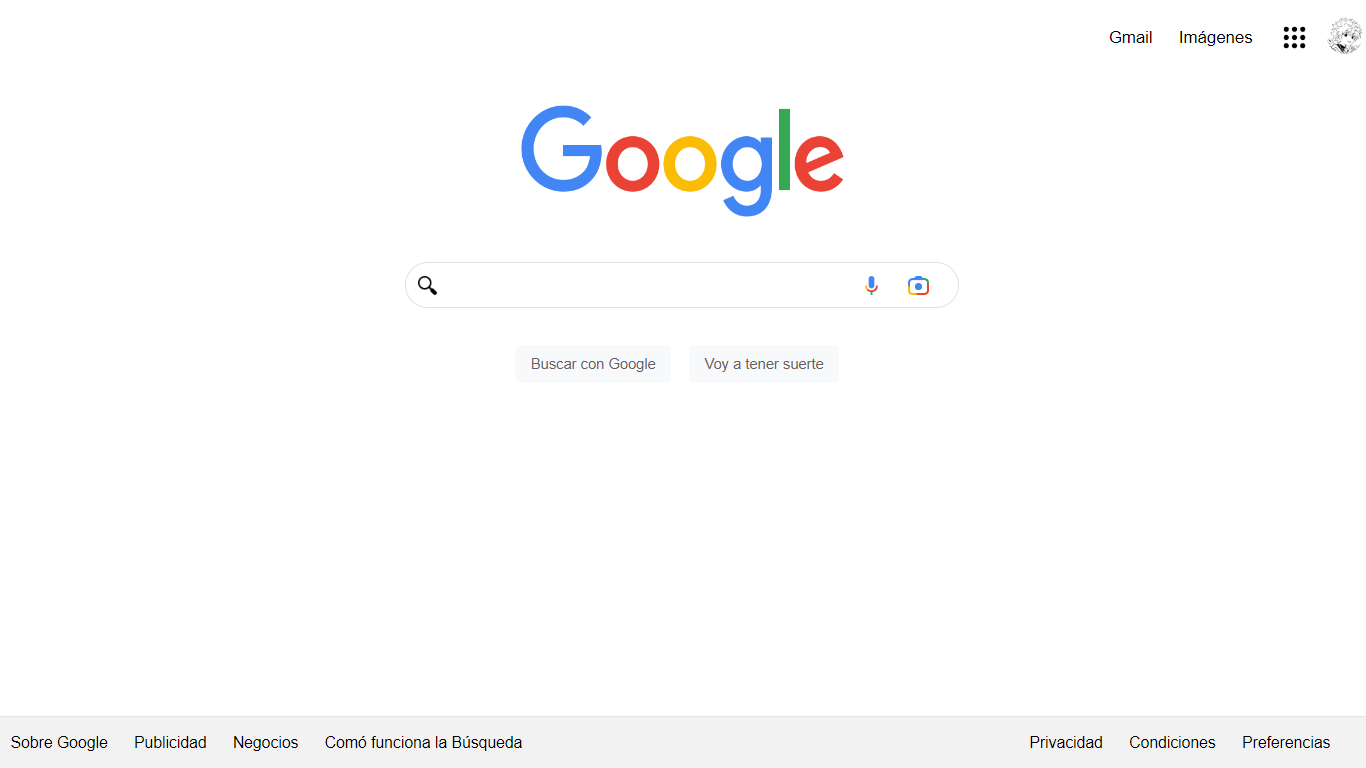 Gmail Imágenes
Google
Buscar con Google Voy a tener suerte
Sobre Google Publicidad Negocios Comó funciona la Búsqueda Privacidad Condiciones Preferencias